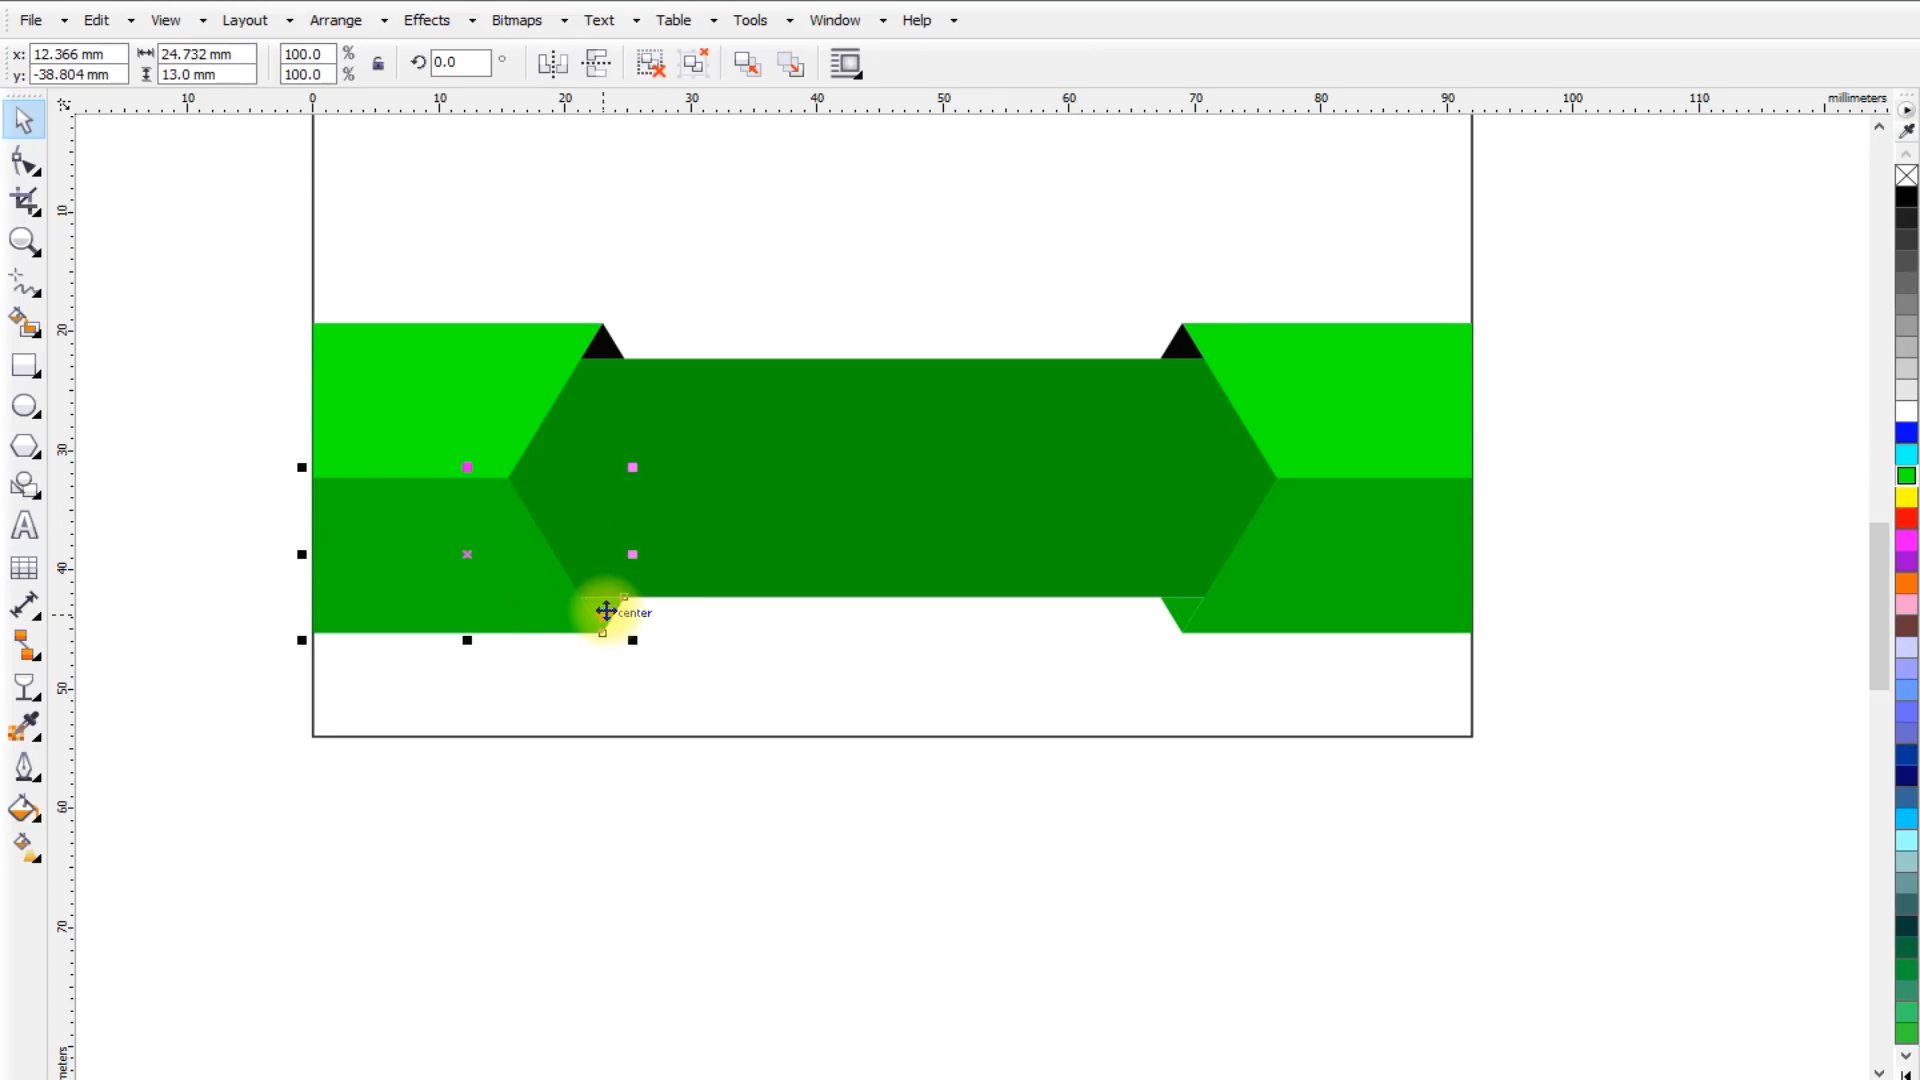 File Edit View Layout Arrange Effects Bitmaps Text Table Tools Window Help
x: 12.366 mm 24.732 mm 100.0 % 0.0 °
y: -38.804 mm 13.0 mm 100.0 %
10 0 10 20 30 40 50 60 70 80 90 100 110 millimeters
10
20
30
40
center
50
60
70
meters